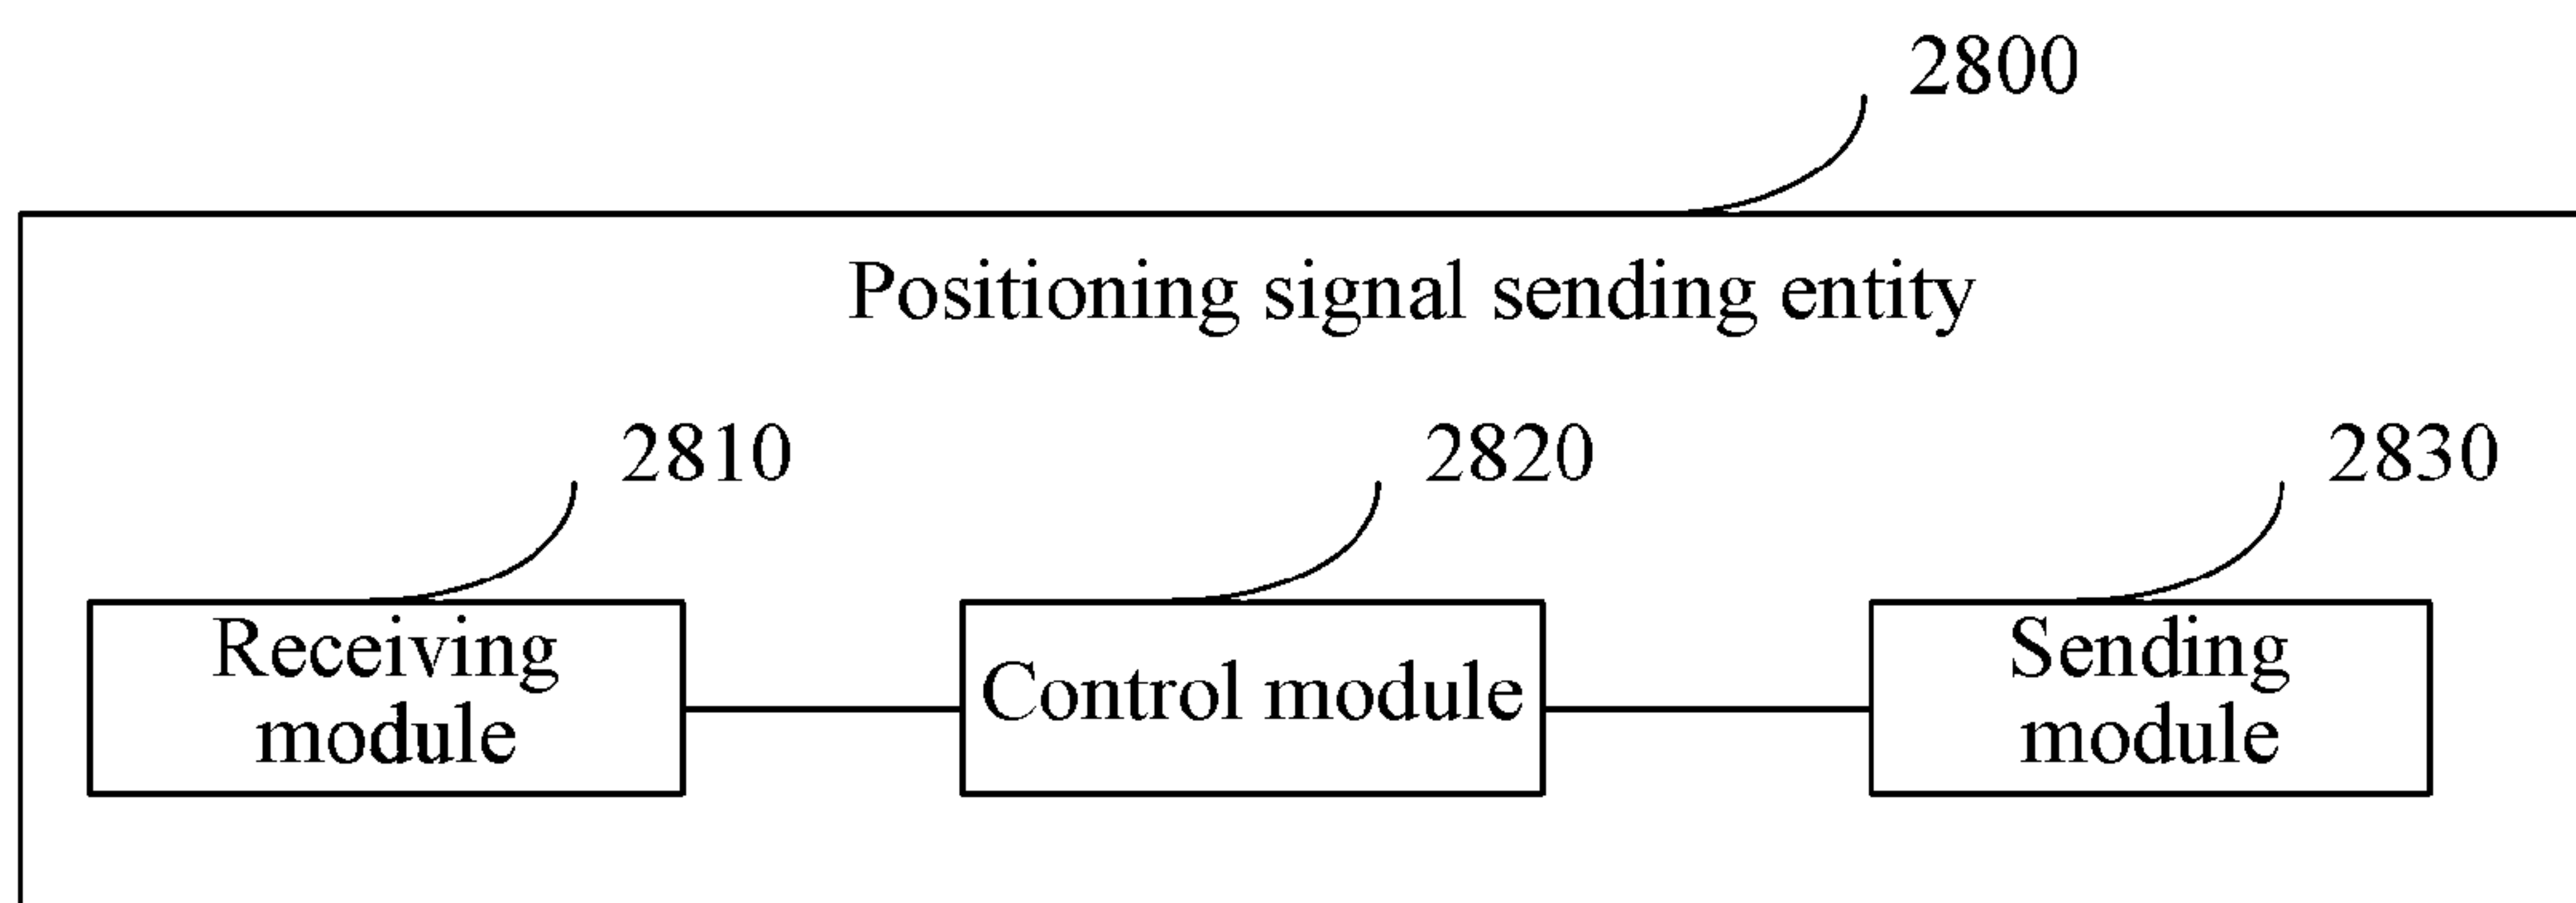 2800
Positioning signal sending entity
2810
2820
2830
Receiving
module
Control module
Sending
module